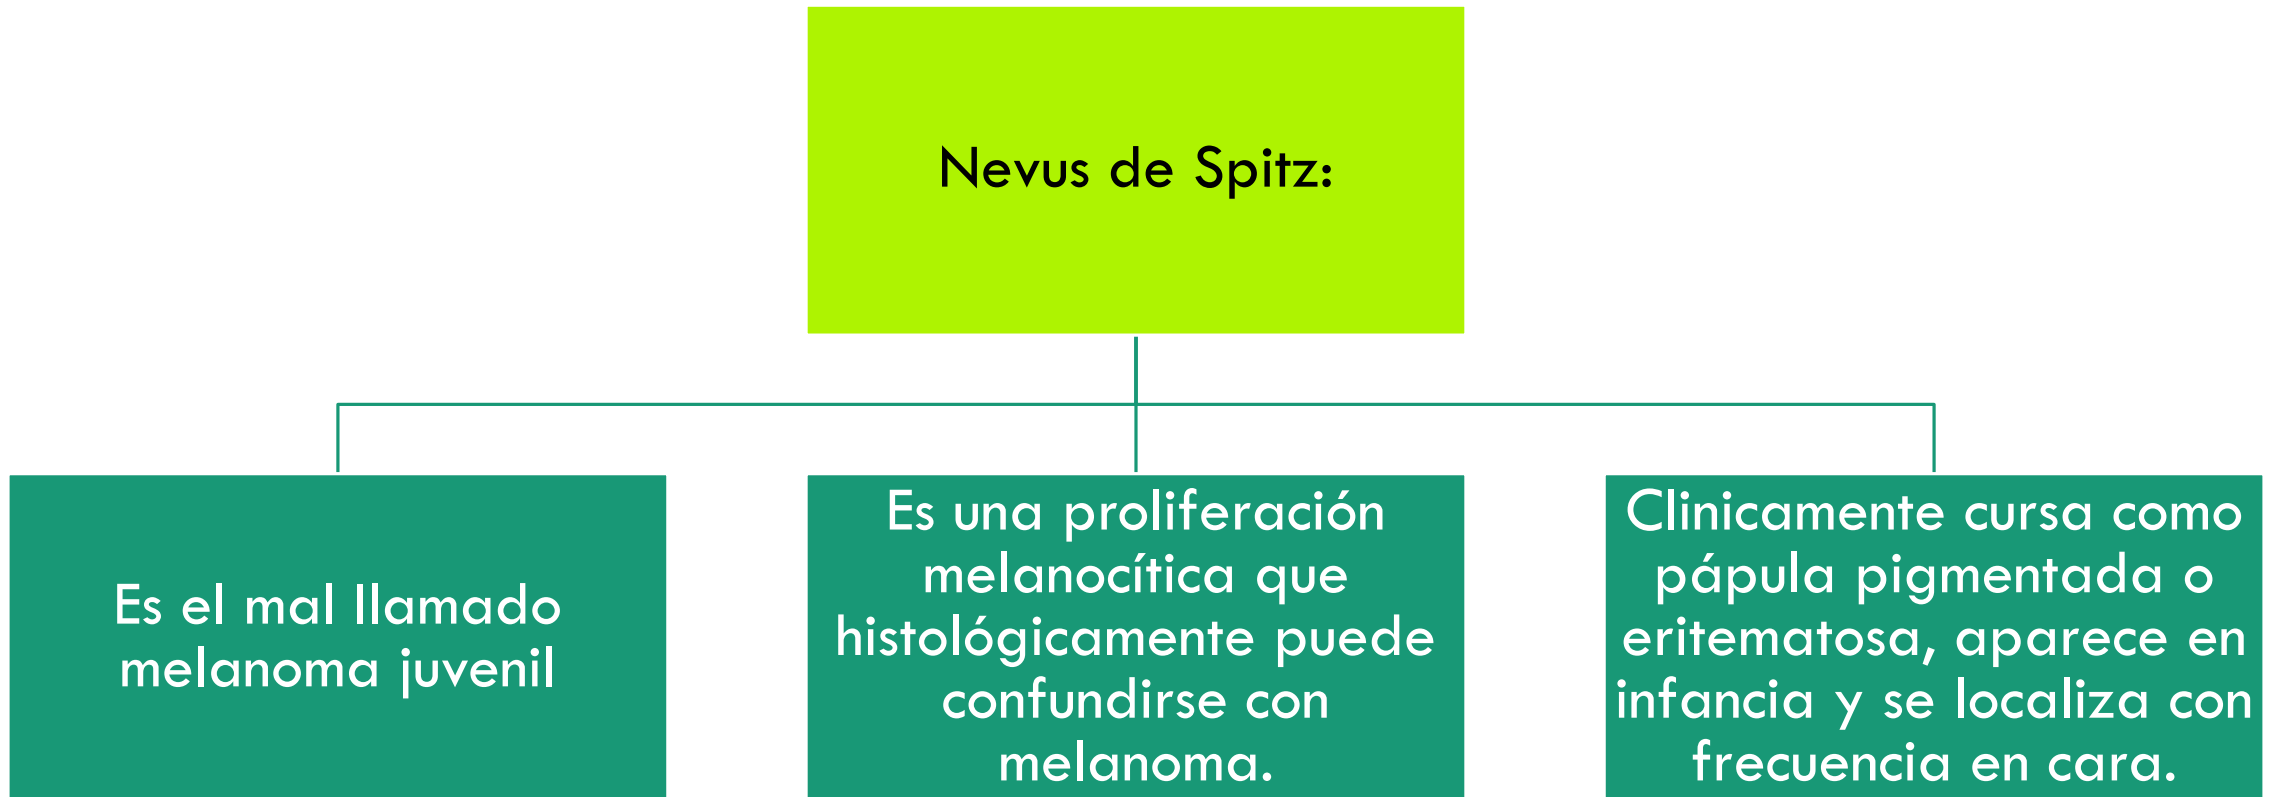 Nevus de Spitz:
Es el mal llamado
melanoma juvenil
Es una proliferación
melanocítica que
histológicamente puede
confundirse con
melanoma.
Clinicamente cursa como
pápula pigmentada o
eritematosa, aparece en
infancia y se localiza con
frecuencia en cara.